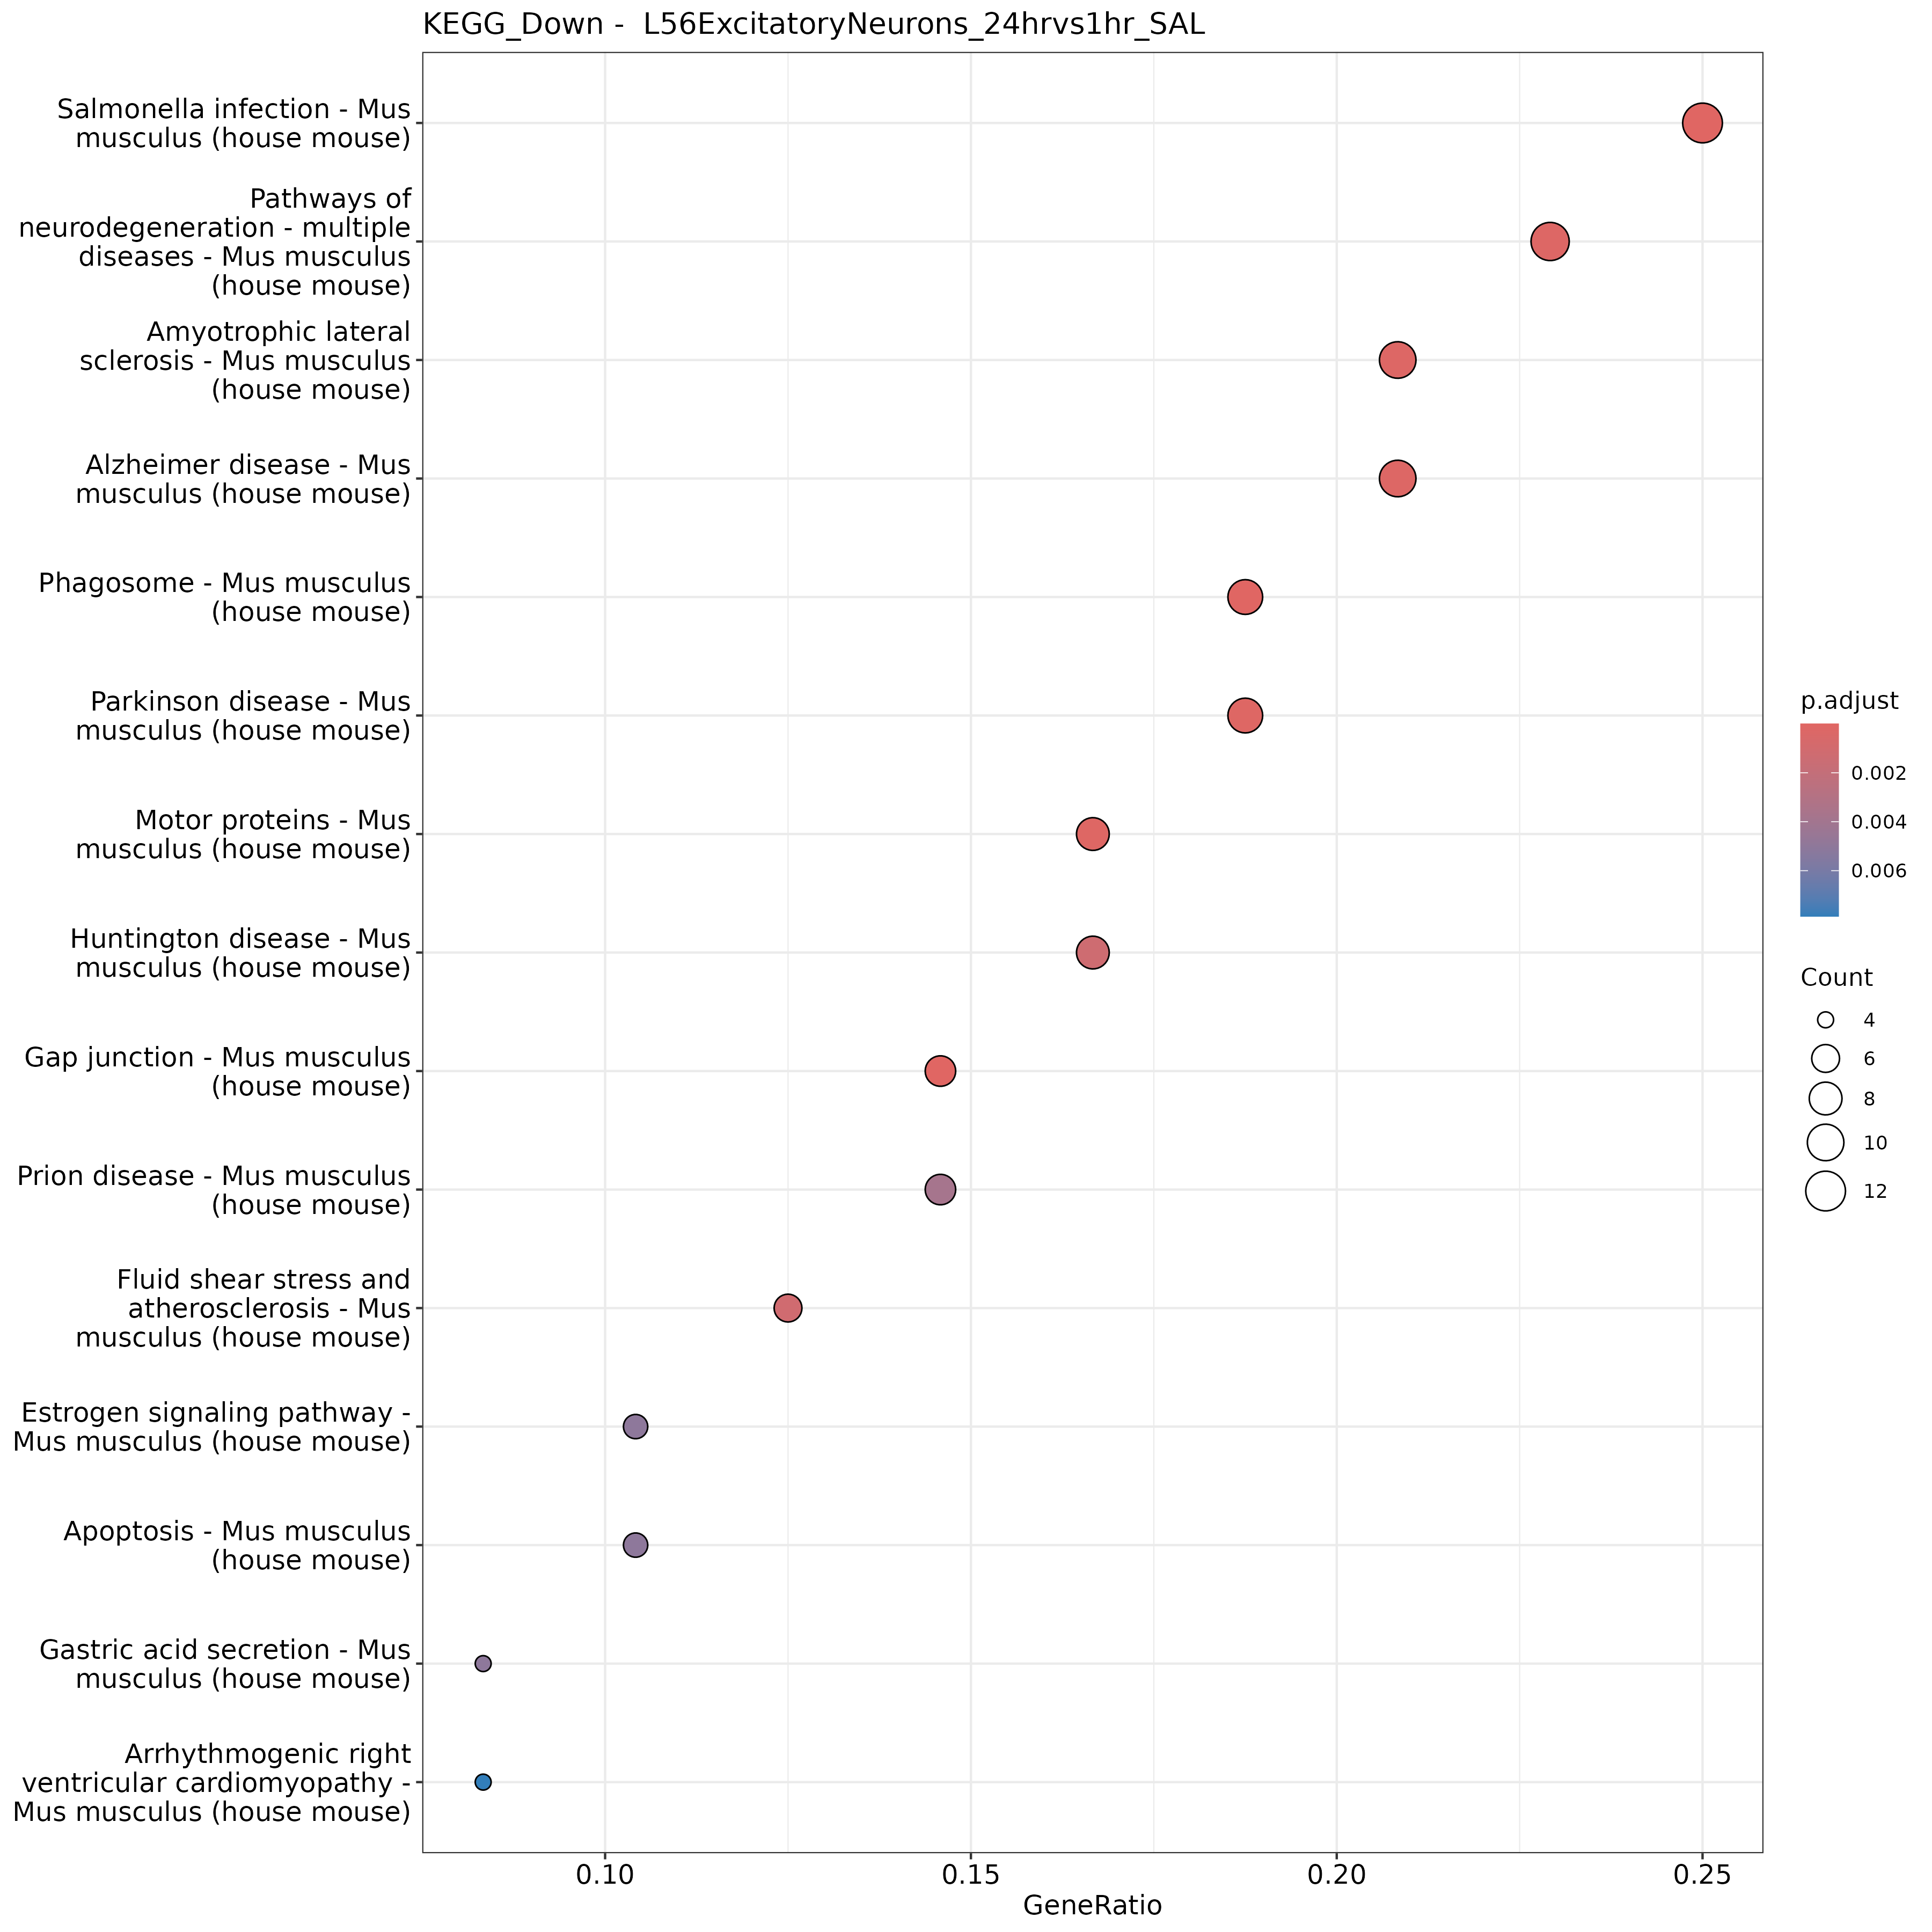 KEGG_Down -  L56ExcitatoryNeurons_24hrvs1hr_SAL
Salmonella infection - Mus
musculus (house mouse)
Pathways of
neurodegeneration - multiple
diseases - Mus musculus
(house mouse)
Amyotrophic lateral
sclerosis - Mus musculus
(house mouse)
Alzheimer disease - Mus
musculus (house mouse)
Phagosome - Mus musculus
(house mouse)
Parkinson disease - Mus
musculus (house mouse)
Motor proteins - Mus
musculus (house mouse)
Huntington disease - Mus
musculus (house mouse)
Gap junction - Mus musculus
(house mouse)
Prion disease - Mus musculus
(house mouse)
Fluid shear stress and
atherosclerosis - Mus
musculus (house mouse)
Estrogen signaling pathway -
Mus musculus (house mouse)
Apoptosis - Mus musculus
(house mouse)
Gastric acid secretion - Mus
musculus (house mouse)
Arrhythmogenic right
ventricular cardiomyopathy -
Mus musculus (house mouse)
0.10 0.15 0.20 0.25
GeneRatio
p.adjust
0.002
0.004
0.006
Count
4
6
8
10
12